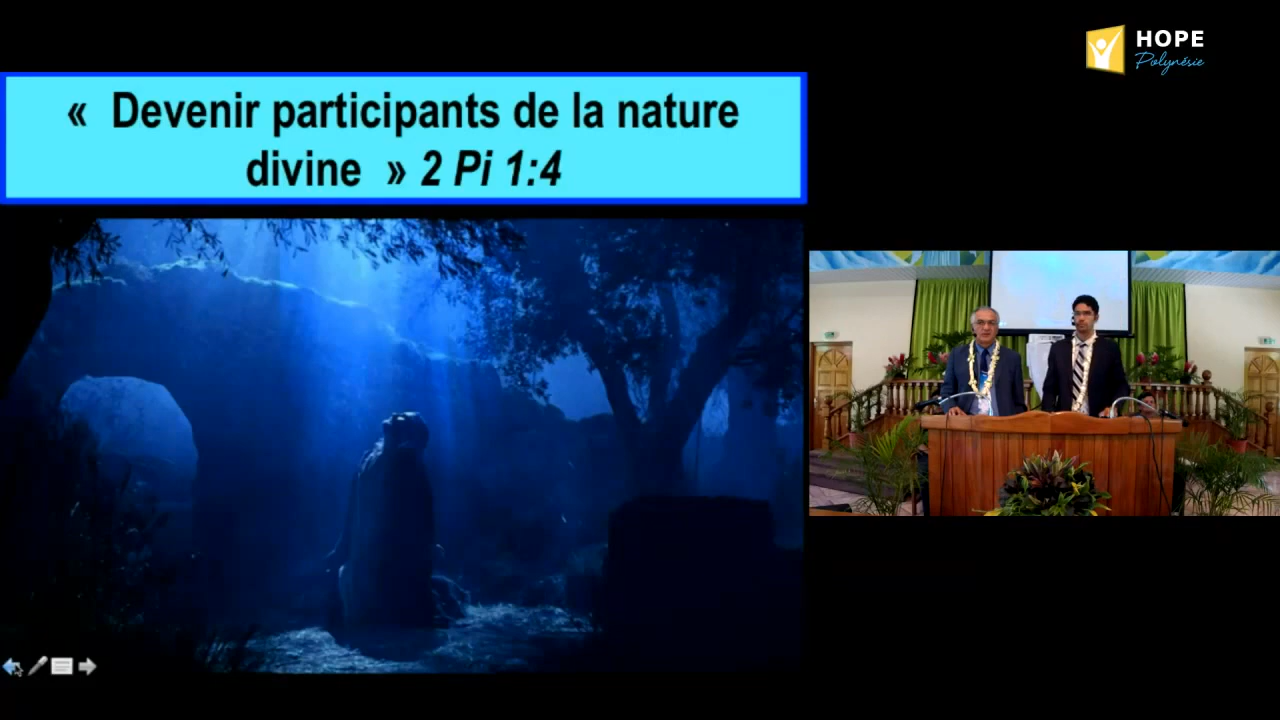 HOPE
Polynésie
«  Devenir participants de la nature
divine  » 2 Pi 1:4